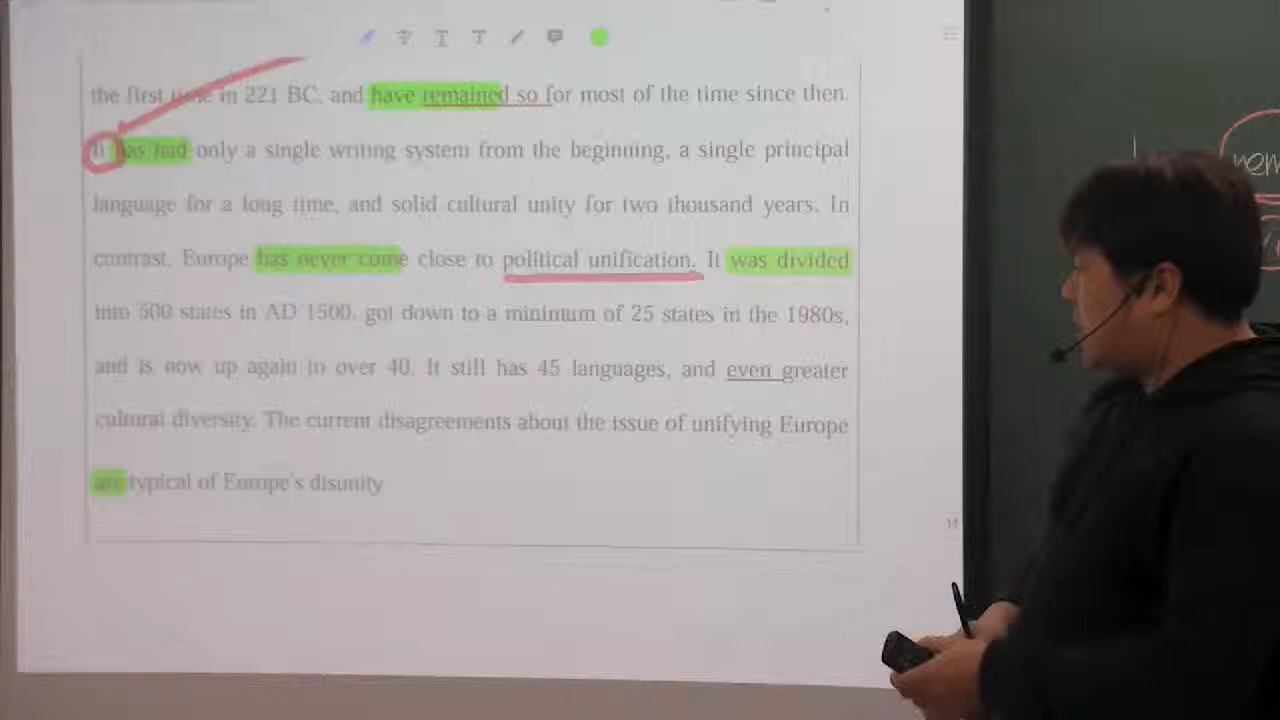 the first time in 221 BC, and have remained so for most of the time since then.
It has had only a single writing system from the beginning, a single principal
language for a long time, and solid cultural unity for two thousand years. In
contrast, Europe has never come close to political unification. It was divided
into 500 states in AD 1500, got down to a minimum of 25 states in the 1980s,
and is now up again to over 40. It still has 45 languages, and even greater
cultural diversity. The current disagreements about the issue of unifying Europe
are typical of Europe's disunity